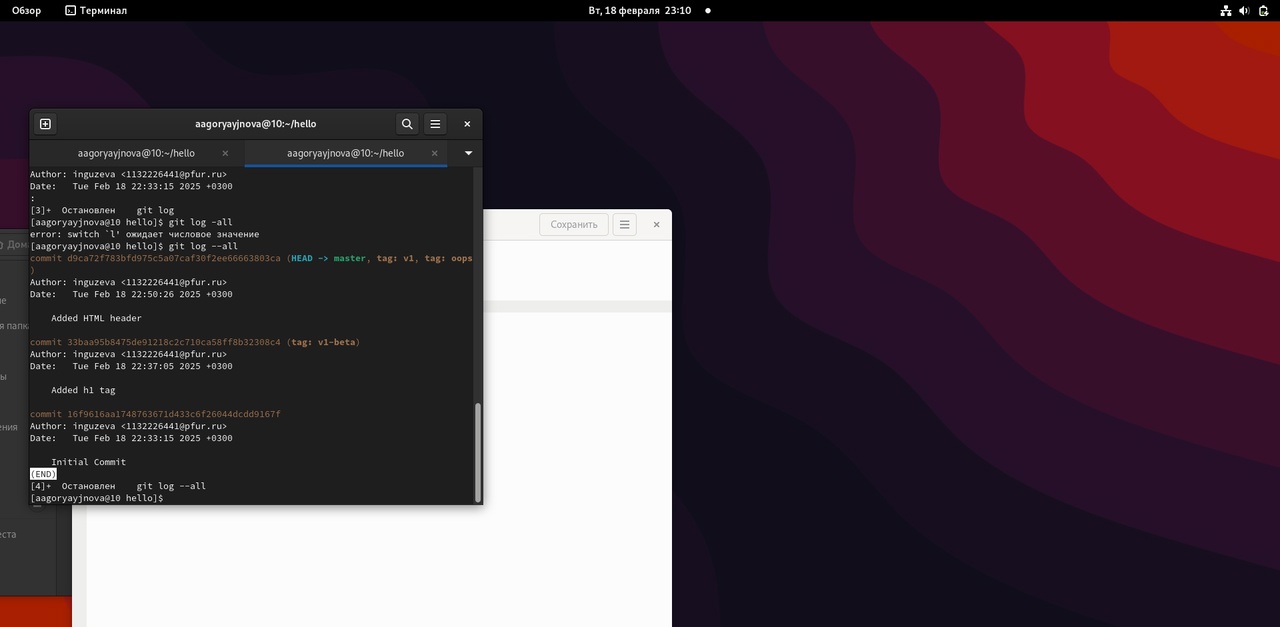 Обзор Терминал Вт, 18 февраля 23:10
aagoryayjnova@10:~/hello
aagoryayjnova@10:~/hello aagoryayjnova@10:~/hello
Author: inguzeva <1132226441@pfur.ru>
Date:   Tue Feb 18 22:33:15 2025 +0300
:
[3]+  Остановлен    git log
[aagoryayjnova@10 hello]$ git log -all
error: switch `l' ожидает числовое значение
[aagoryayjnova@10 hello]$ git log --all
commit d9ca72f783bfd975c5a07caf30f2ee66663803ca (HEAD -> master, tag: v1, tag: oops
)
Author: inguzeva <1132226441@pfur.ru>
Date:   Tue Feb 18 22:50:26 2025 +0300
    Added HTML header
commit 33baa95b8475de91218c2c710ca58ff8b32308c4 (tag: v1-beta)
Author: inguzeva <1132226441@pfur.ru>
Date:   Tue Feb 18 22:37:05 2025 +0300
    Added h1 tag
commit 16f9616aa1748763671d433c6f26044dcdd9167f
Author: inguzeva <1132226441@pfur.ru>
Date:   Tue Feb 18 22:33:15 2025 +0300
    Initial Commit
(END)
[4]+  Остановлен    git log --all
[aagoryayjnova@10 hello]$
Сохранить